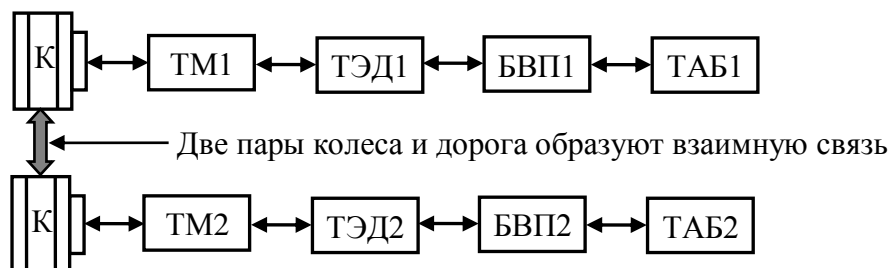 К ТМ1 ТЭД1 БВП1 ТАБ1
Две пары колеса и дорога образуют взаимную связь
К ТМ2 ТЭД2 БВП2 ТАБ2